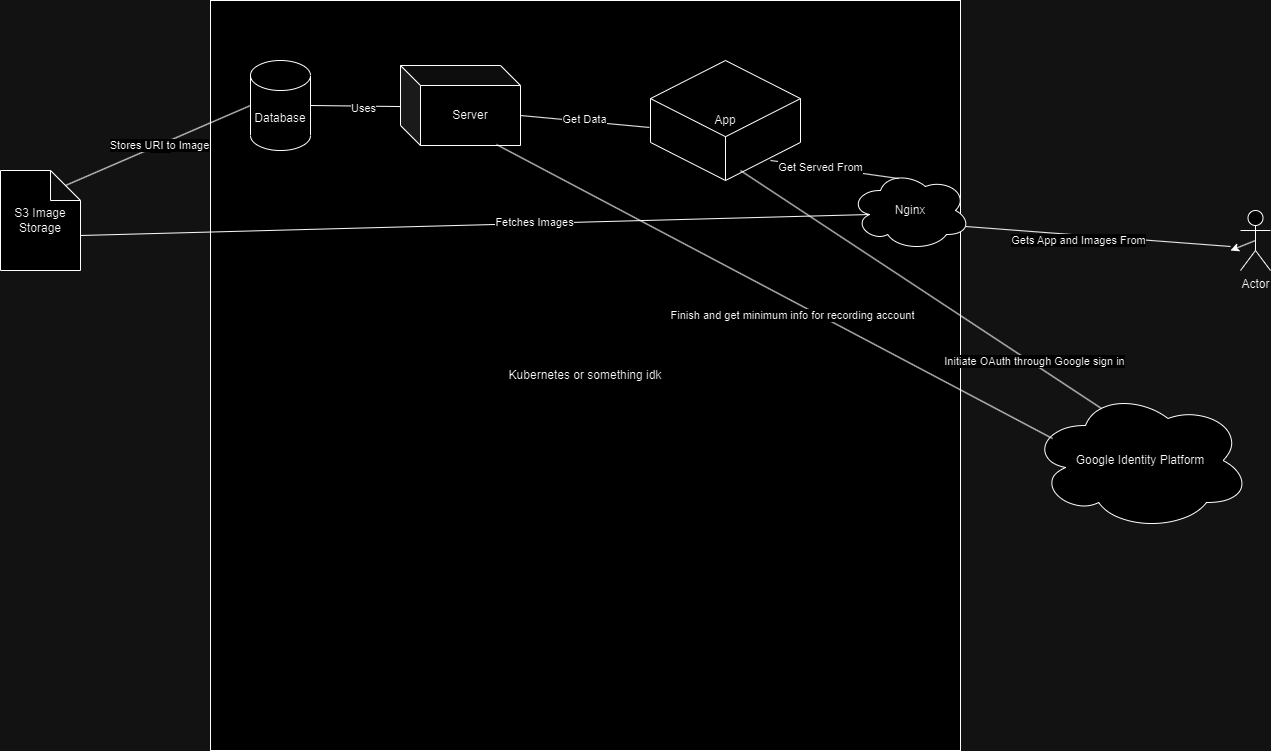 Database
Uses
Server
Get Data
App
Stores URI to Image
Get Served From
S3 Image
Storage
Fetches Images
Nginx
Gets App and Images From
Actor
Finish and get minimum info for recording account
Initiate OAuth through Google sign in
Kubernetes or something idk
Google Identity Platform